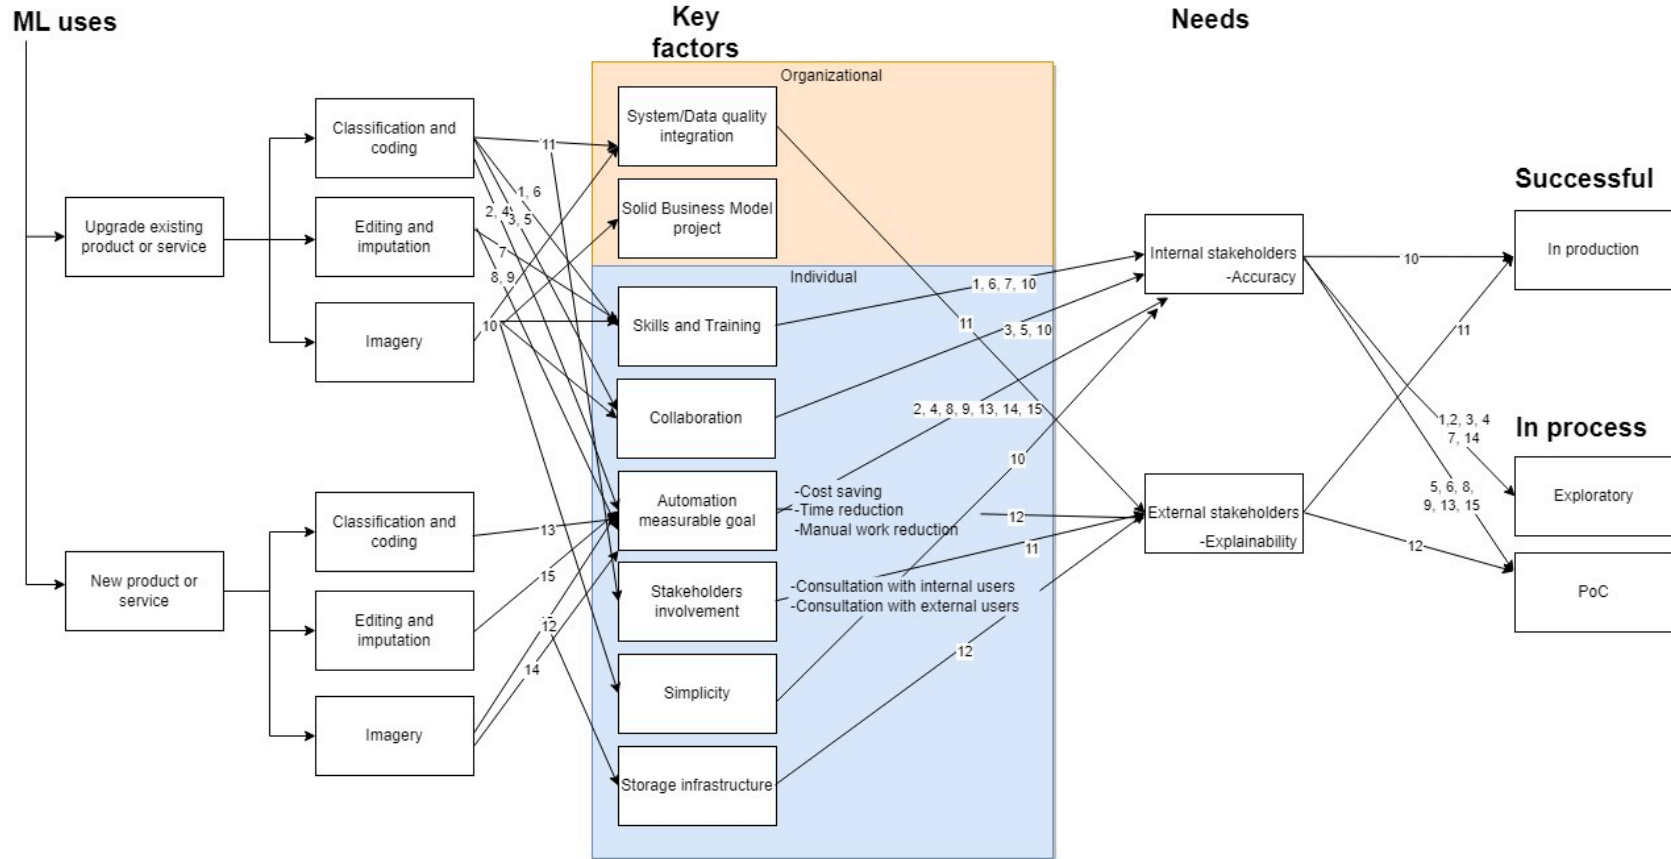 ML uses
Key
factors
Needs
Organizational
System/Data quality
integration
Classification and
coding
11
Successful
1, 6
2, 4
3, 5
Solid Business Model
project
Upgrade existing
product or service
Editing and
imputation
Internal stakeholders
-Accuracy
In production
10
7
8, 9
Individual
1, 6, 7, 10
Imagery
10
Skills and Training
11
3, 5, 10
11
Collaboration
2, 4, 8, 9, 13, 14, 15
1,2, 3, 4
7, 14
In process
10
Classification and
coding
13
Automation
measurable goal
-Cost saving
-Time reduction
-Manual work reduction
12
External stakeholders
-Explainability
5, 6, 8,
9, 13, 15
Exploratory
11
12
15
New product or
service
Stakeholders
involvement
-Consultation with internal users
-Consultation with external users
PoC
Editing and
imputation
12
12
14
Simplicity
Imagery
Storage infrastructure